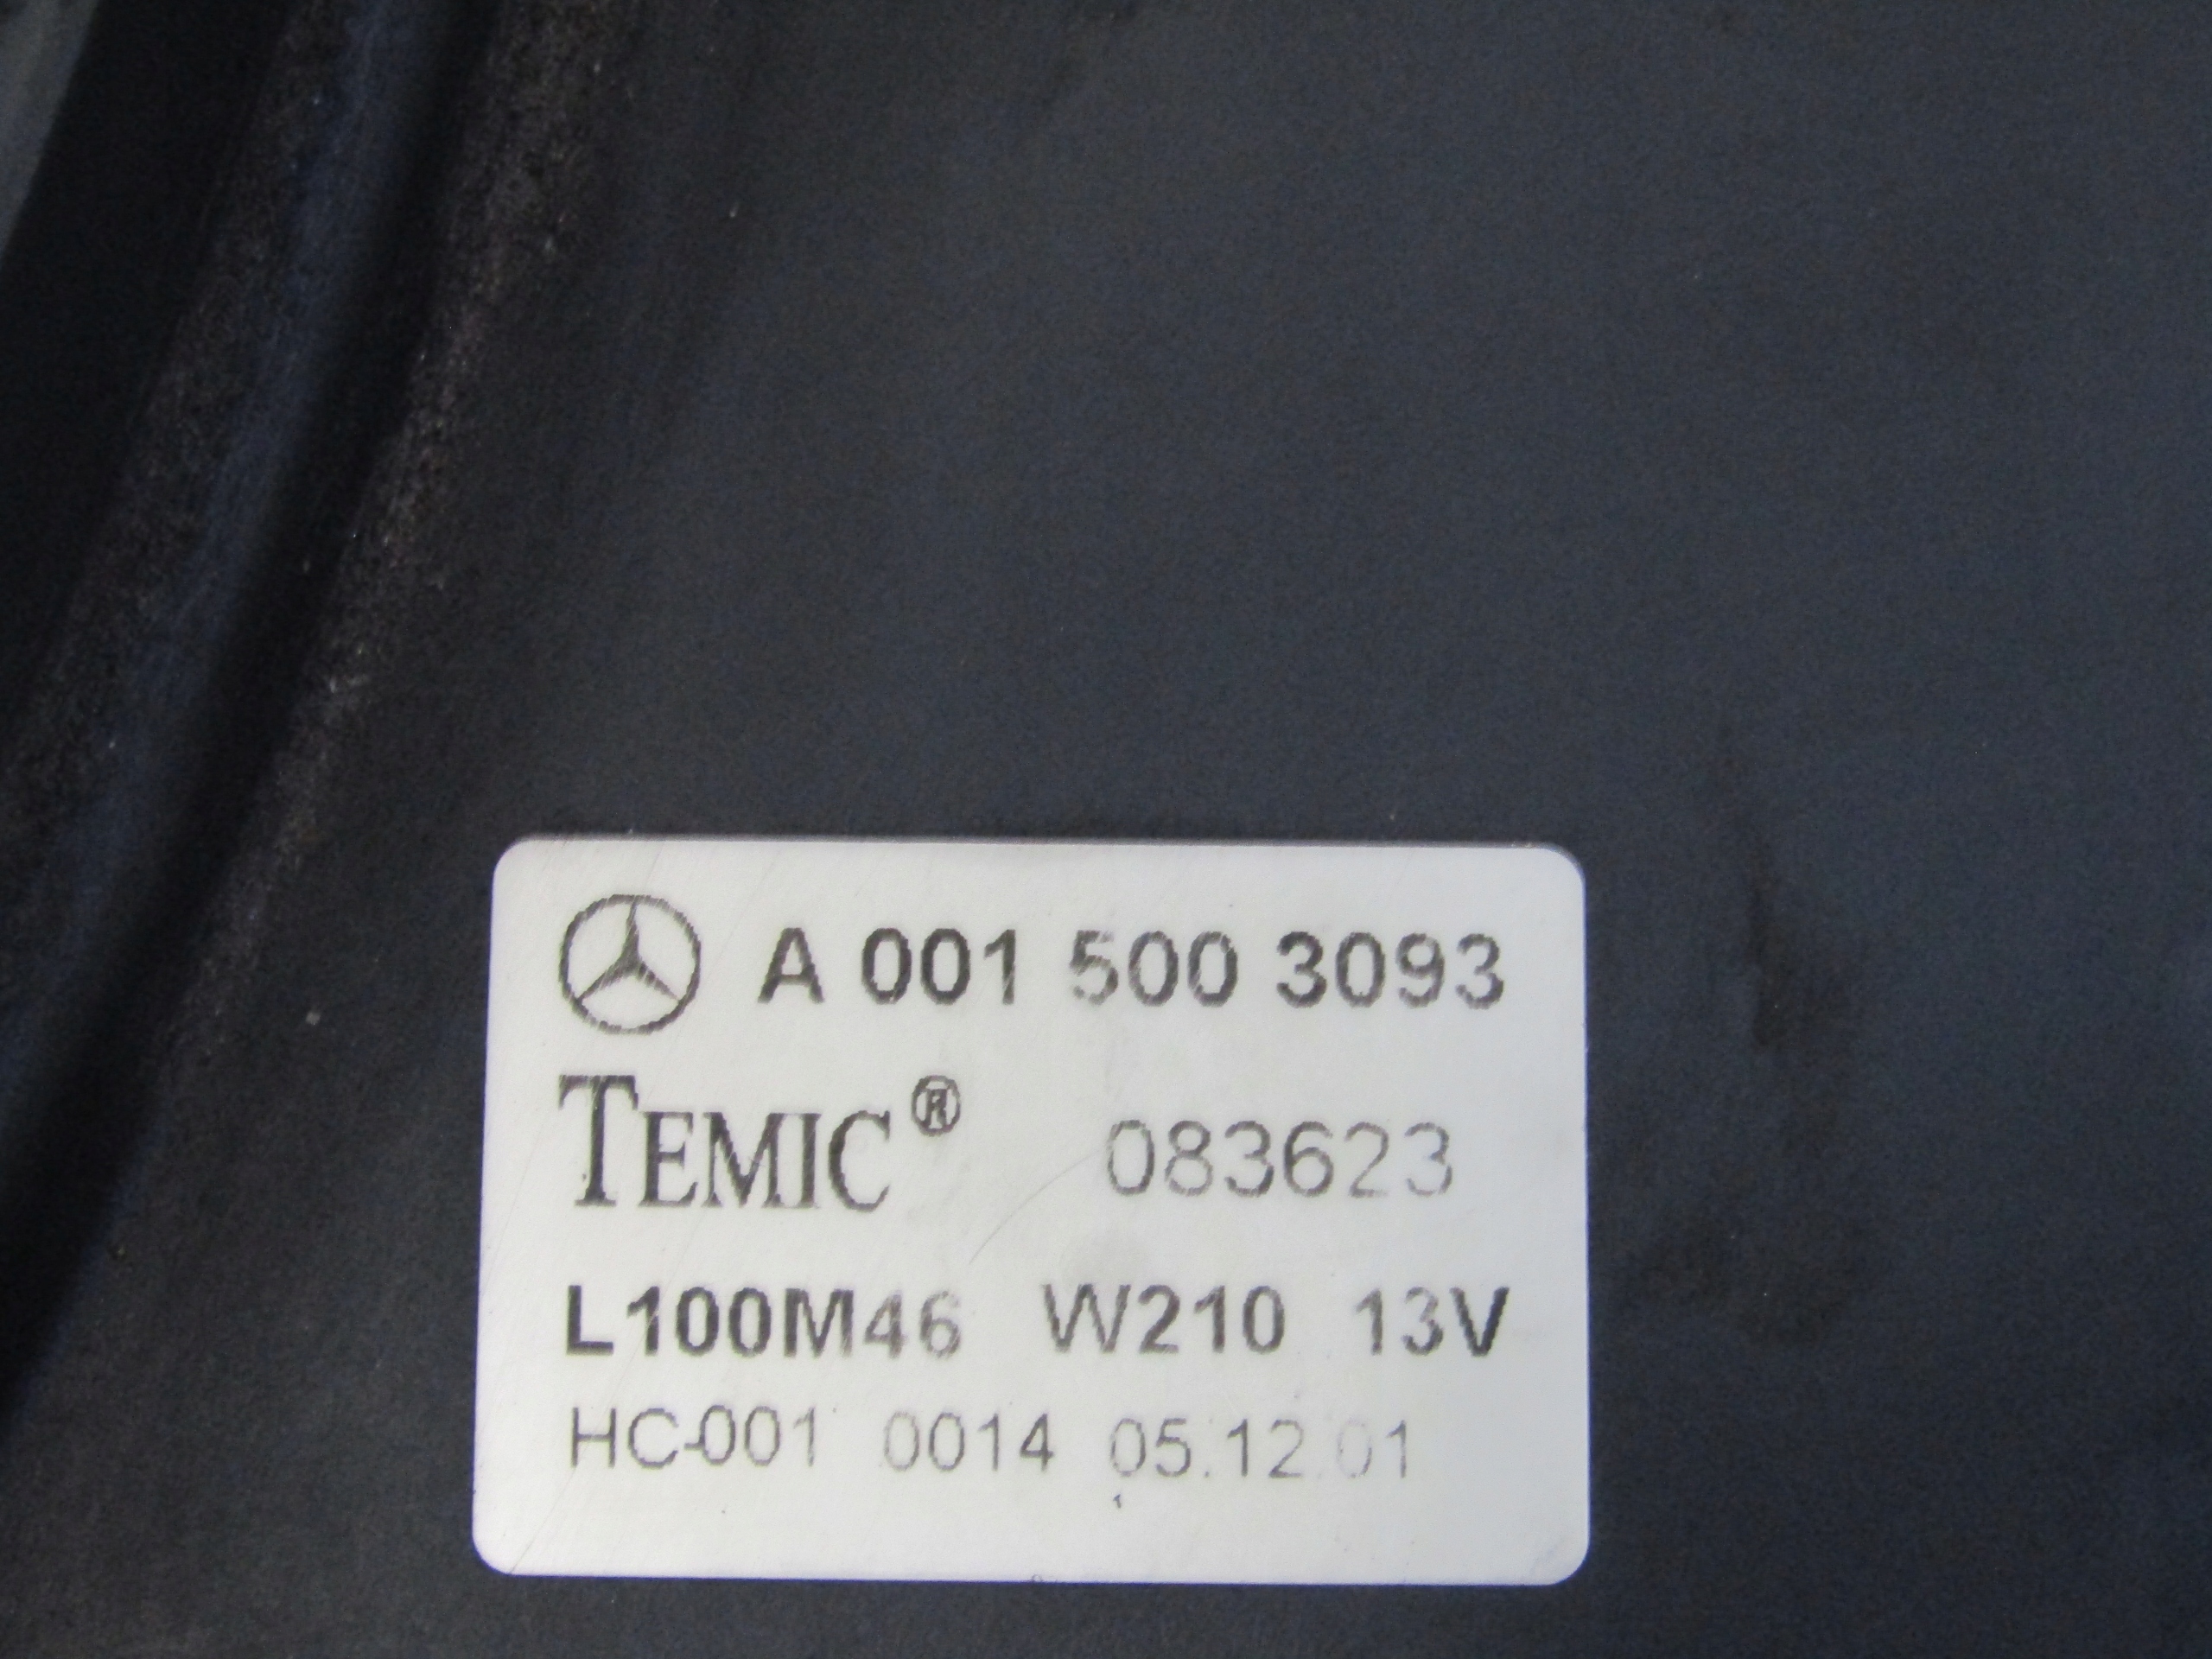 A 001 500 3093
TEMIC® 083623
L100M46 W210 13V
HC-001 0014 05.12.01